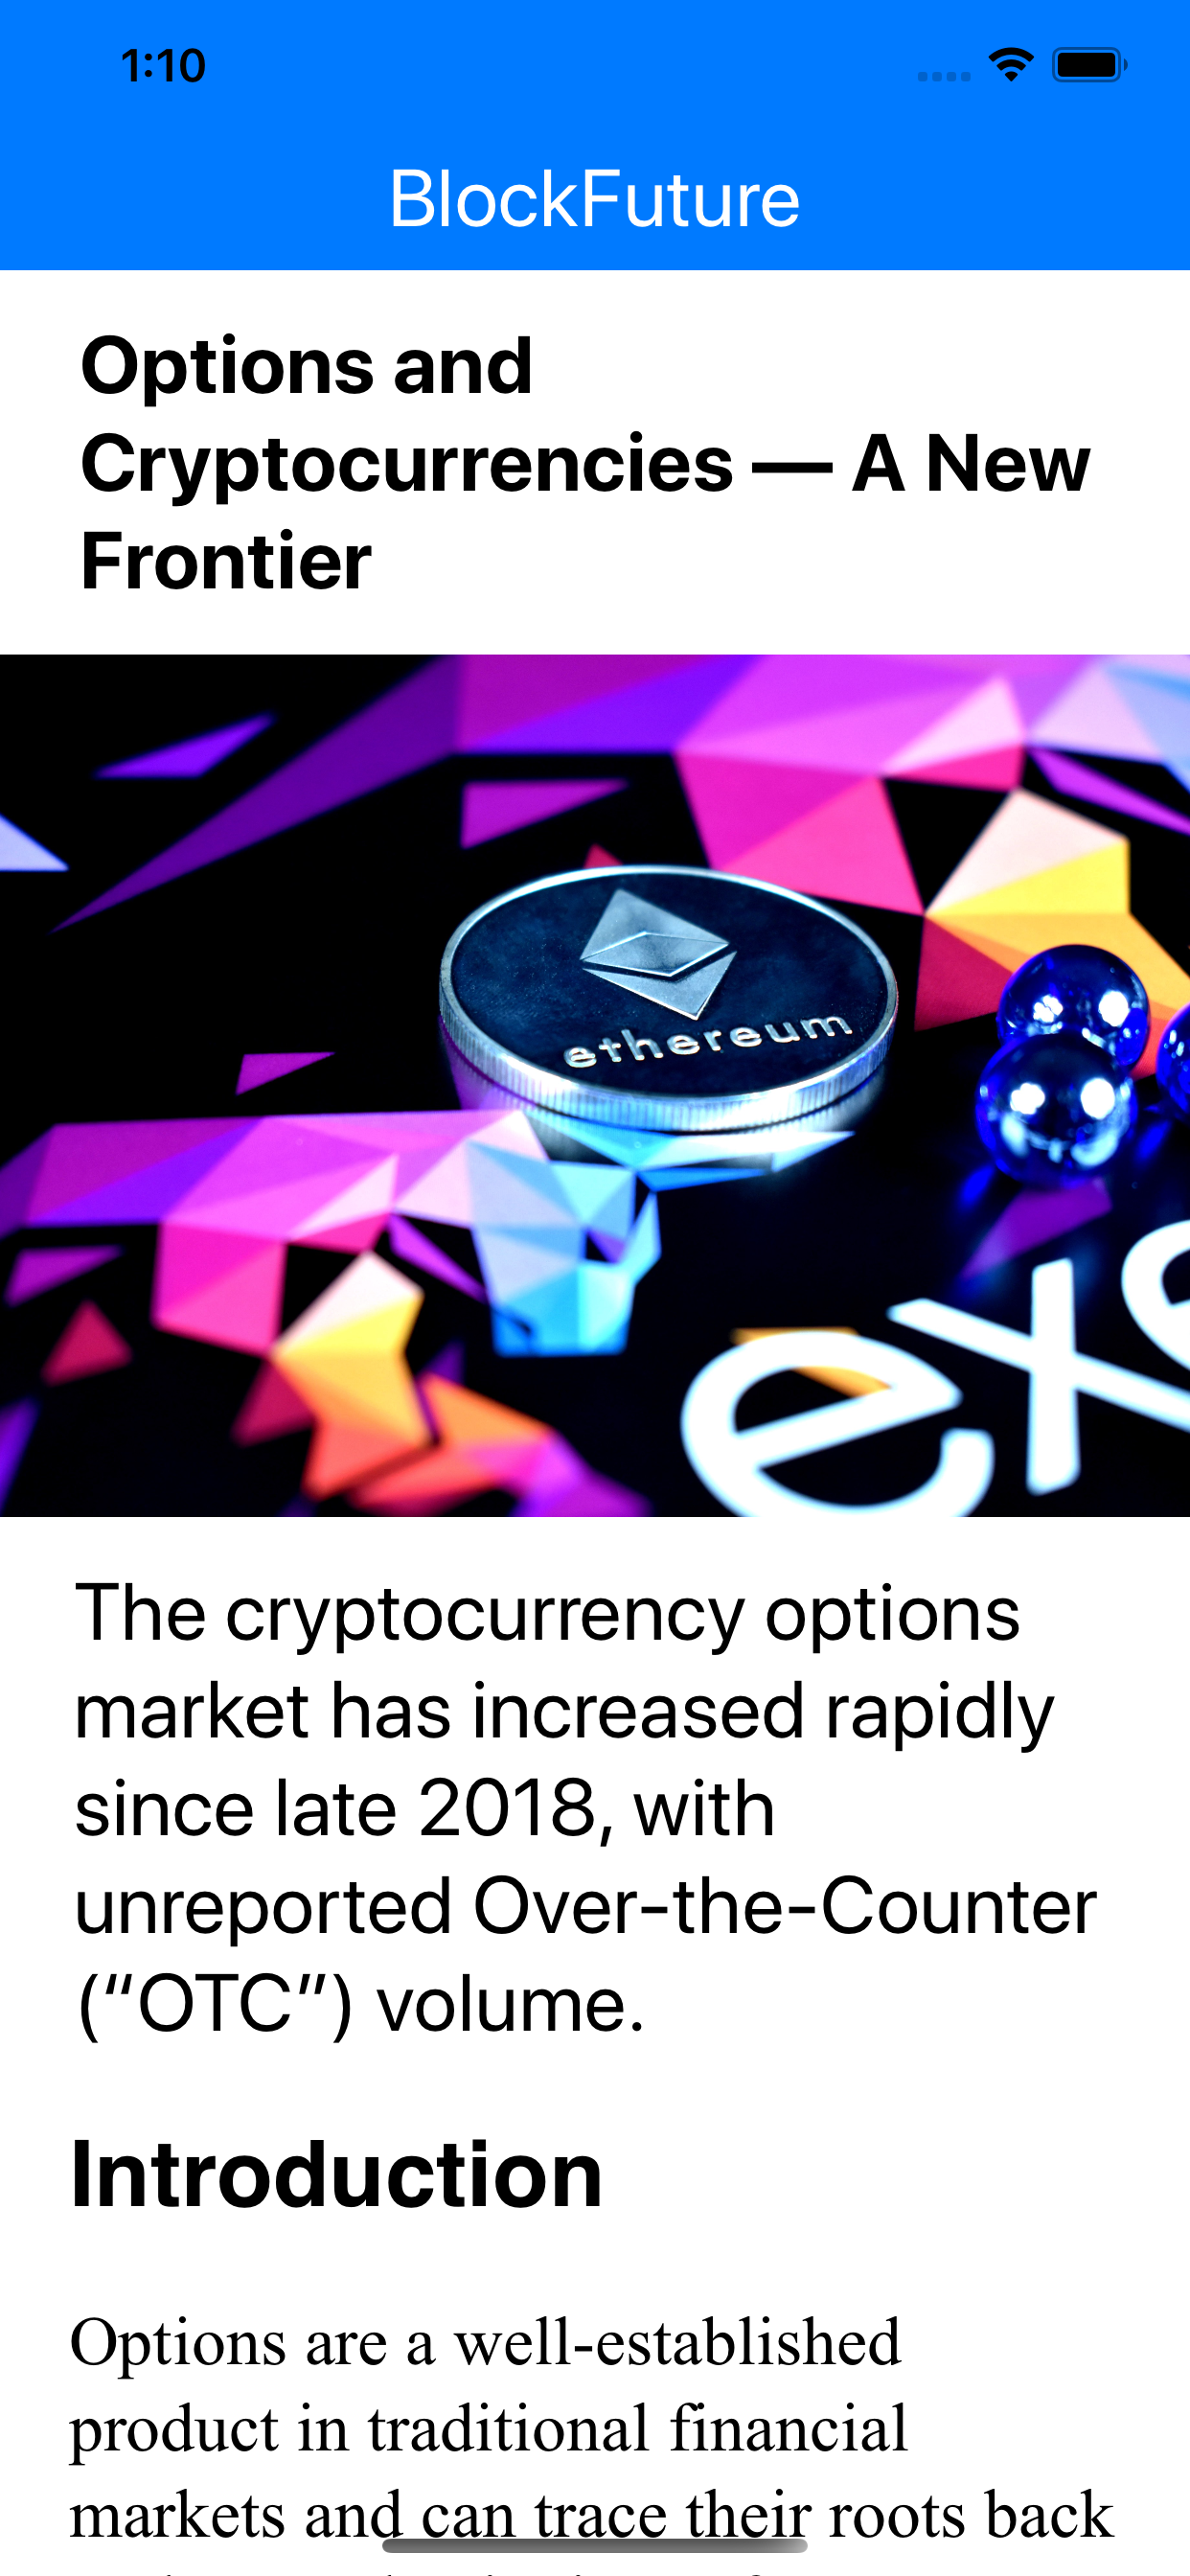 1:10
BlockFuture
Options and
Cryptocurrencies — A New
Frontier
ethereum
The cryptocurrency options
market has increased rapidly
since late 2018, with
unreported Over-the-Counter
(“OTC”) volume.
Introduction
Options are a well-established
product in traditional financial
markets and can trace their roots back